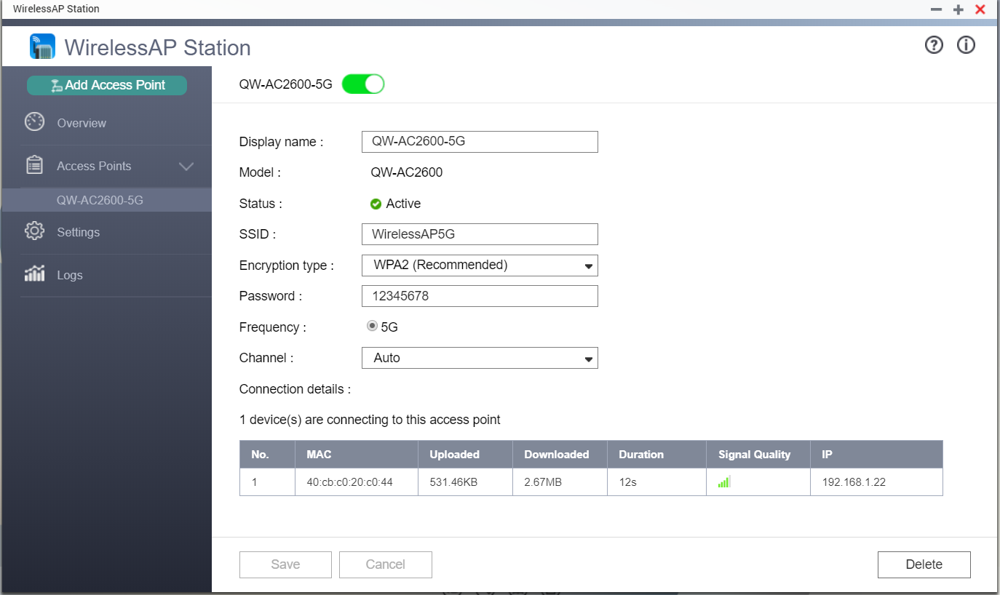 WirelessAP Station
WirelessAP Station
Add Access Point
Overview
Access Points
QW-AC2600-5G
Settings
Logs
QW-AC2600-5G
Display name : QW-AC2600-5G
Model : QW-AC2600
Status : Active
SSID : WirelessAP5G
Encryption type : WPA2 (Recommended)
Password : 12345678
Frequency : 5G
Channel : Auto
Connection details :
1 device(s) are connecting to this access point
No. MAC Uploaded Downloaded Duration Signal Quality IP
1 40:cb:c0:20:c0:44 531.46KB 2.67MB 12s 192.168.1.22
Save Cancel Delete